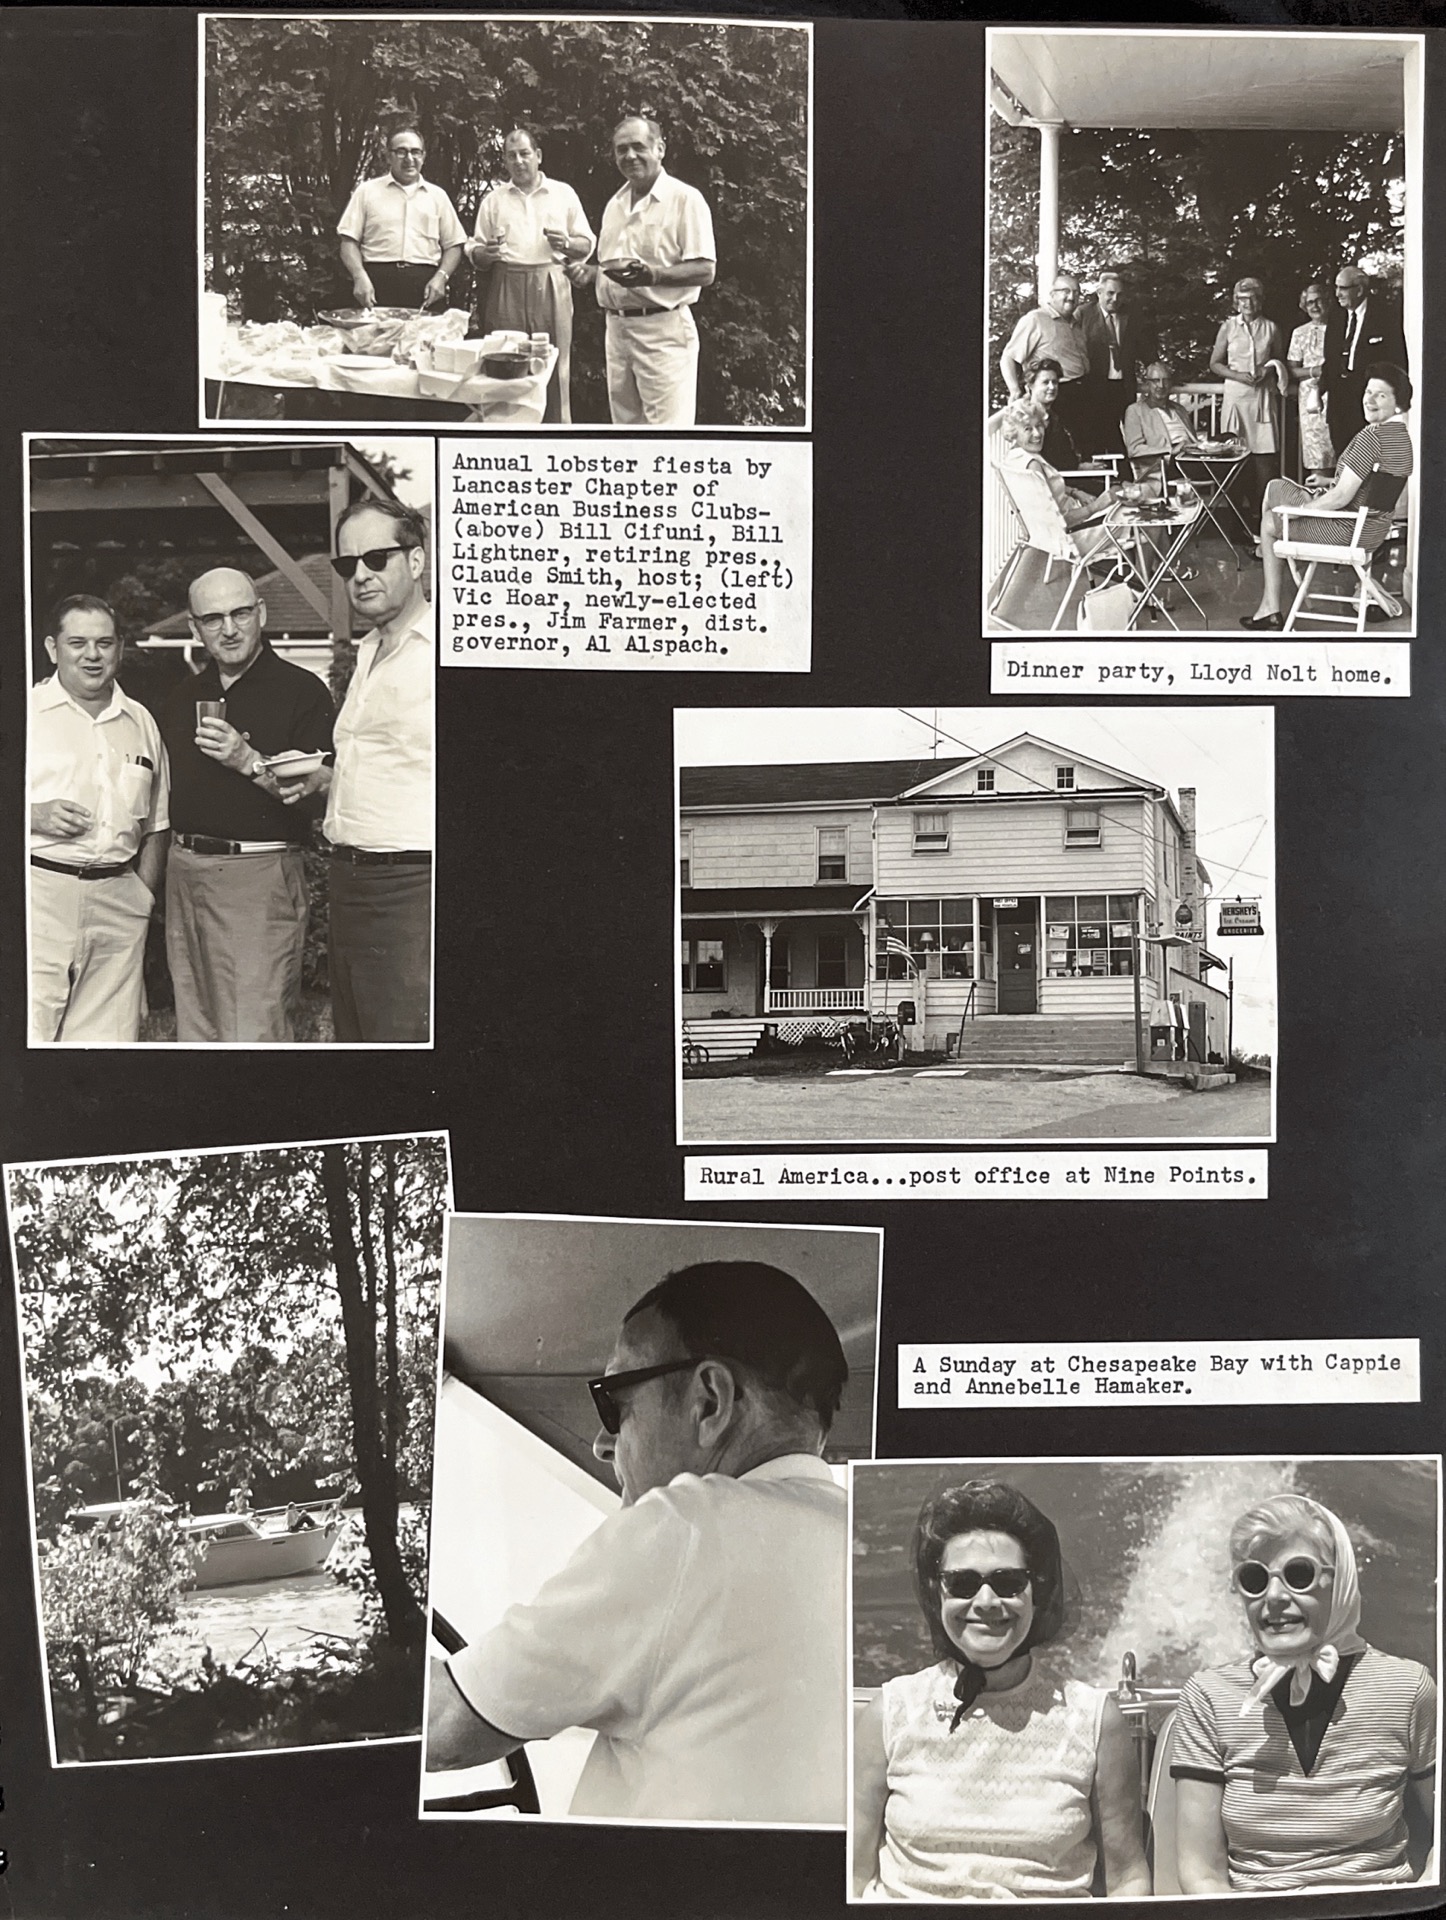 Annual lobster fiesta by
Lancaster Chapter of
American Business Clubs-
(above) Bill Cifuni, Bill
Lightner, retiring pres.,
Claude Smith, host; (left)
Vic Hoar, newly-elected
pres., Jim Farmer, dist.
governor, Al Alspach.
Dinner party, Lloyd Nolt home.
HERSHEY'S
Ice Cream
GROCERIES
PAINTS
Rural America...post office at Nine Points.
A Sunday at Chesapeake Bay with Cappie
and Annebelle Hamaker.